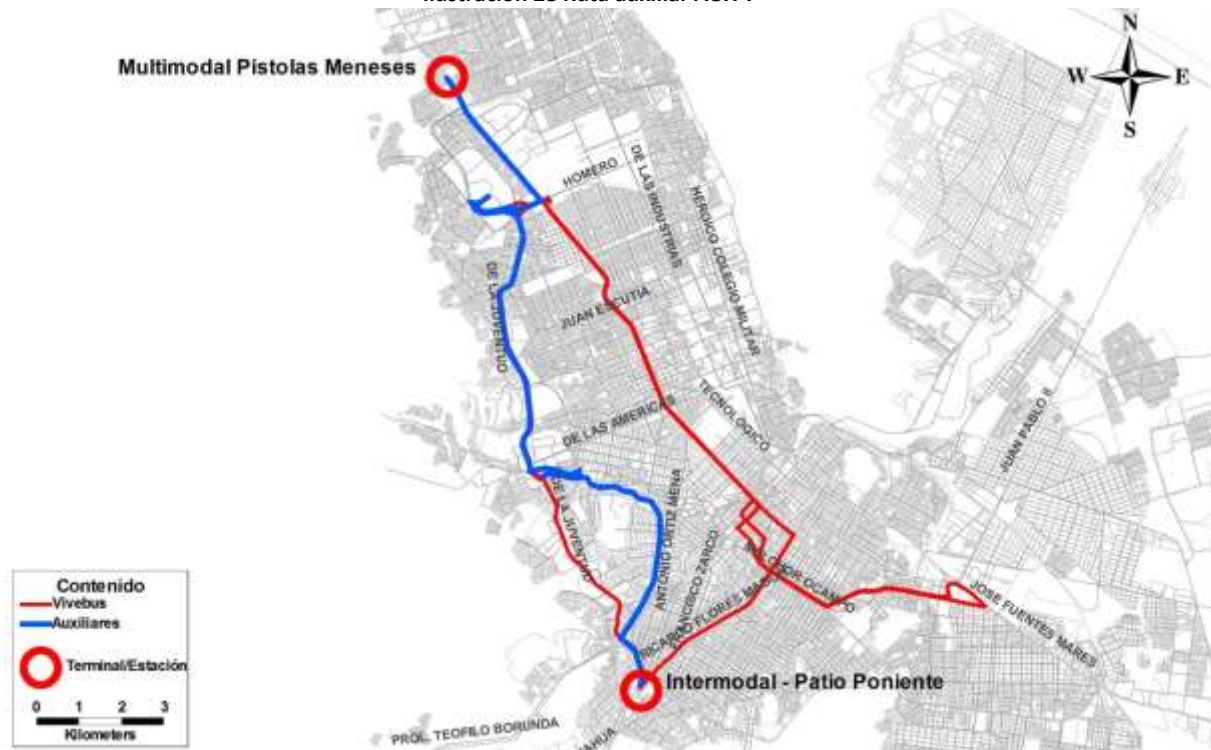 Multimodal Pistolas Meneses
N
W
E
S
HOMERO
DE LAS INDUSTRIAS
HEROICO COLEGIO MILITAR
DE LA JUVENTUD
JUAN ESCUTIA
DE LAS AMERICAS
TECNOLOGICO
JUAN PABLO II
DE LA JUVENTUD
ANTONIO ORTIZ MENA
FRANCISCO ZARCO
OCAMPO
RICARDO FLORES
JOSE FUENTES MARES
Intermodal - Patio Poniente
PROL. TEOFILO BORUNDA
Contenido
Vivebus
Auxiliares
Terminal/Estación
0 1 2 3
Kilometers